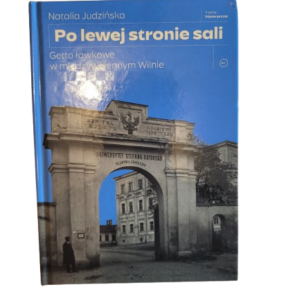 Natalia Judzińska
Po lewej stronie sali
Getto ławkowe
w międzywojennym Wilnie
UNIWERSYTET STEFANA BATOREGO